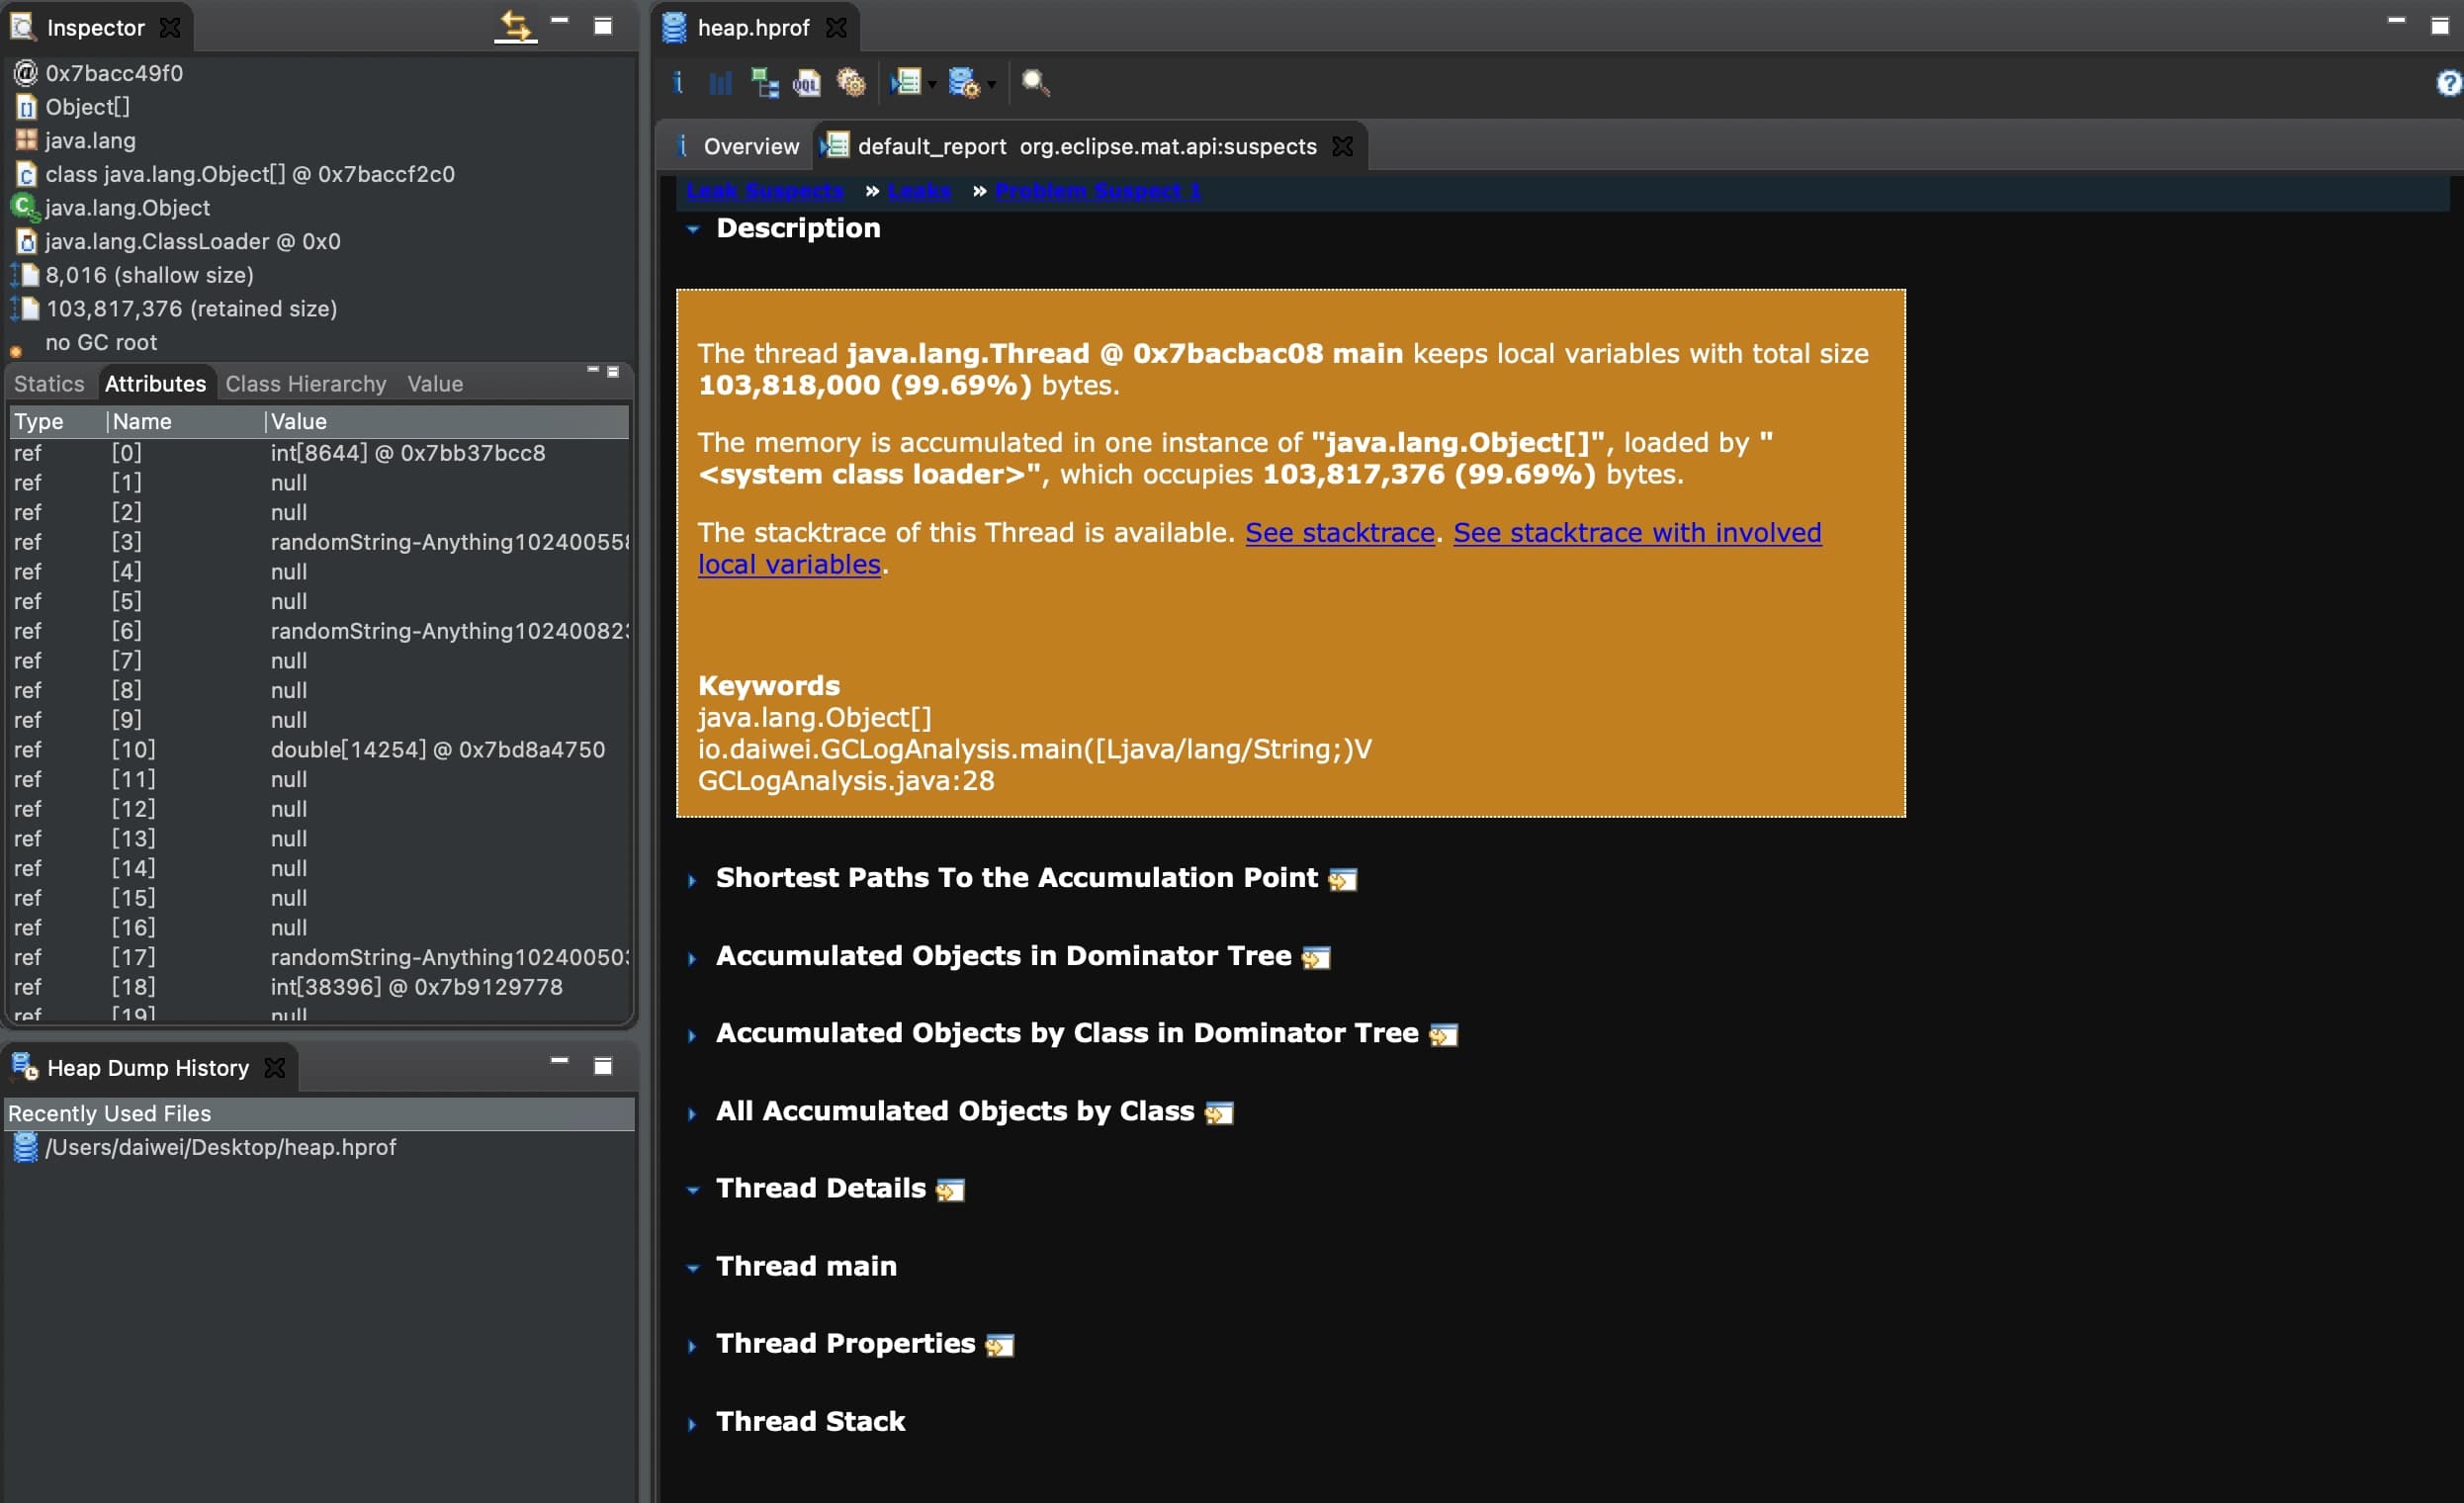 Inspector
0x7bacc49f0
Object[]
java.lang
class java.lang.Object[] @ 0x7baccf2c0
java.lang.Object
java.lang.ClassLoader @ 0x0
8,016 (shallow size)
103,817,376 (retained size)
no GC root
Statics Attributes Class Hierarchy Value
Type Name Value
ref [0] int[8644] @ 0x7bb37bcc8
ref [1] null
ref [2] null
ref [3] randomString-Anything10240055
ref [4] null
ref [5] null
ref [6] randomString-Anything10240082
ref [7] null
ref [8] null
ref [9] null
ref [10] double[14254] @ 0x7bd8a4750
ref [11] null
ref [12] null
ref [13] null
ref [14] null
ref [15] null
ref [16] null
ref [17] randomString-Anything10240050
ref [18] int[38396] @ 0x7b9129778
ref [19] null
Heap Dump History
Recently Used Files
/Users/daiwei/Desktop/heap.hprof
heap.hprof
Overview default_report org.eclipse.mat.api:suspects
Leak Suspects » Leaks » Problem Suspect 1
Description
The thread java.lang.Thread @ 0x7bacbac08 main keeps local variables with total size
103,818,000 (99.69%) bytes.
The memory is accumulated in one instance of "java.lang.Object[]", loaded by "
<system class loader>", which occupies 103,817,376 (99.69%) bytes.
The stacktrace of this Thread is available. See stacktrace. See stacktrace with involved
local variables.
Keywords
java.lang.Object[]
io.daiwei.GCLogAnalysis.main([Ljava/lang/String;)V
GCLogAnalysis.java:28
Shortest Paths To the Accumulation Point
Accumulated Objects in Dominator Tree
Accumulated Objects by Class in Dominator Tree
All Accumulated Objects by Class
Thread Details
Thread main
Thread Properties
Thread Stack